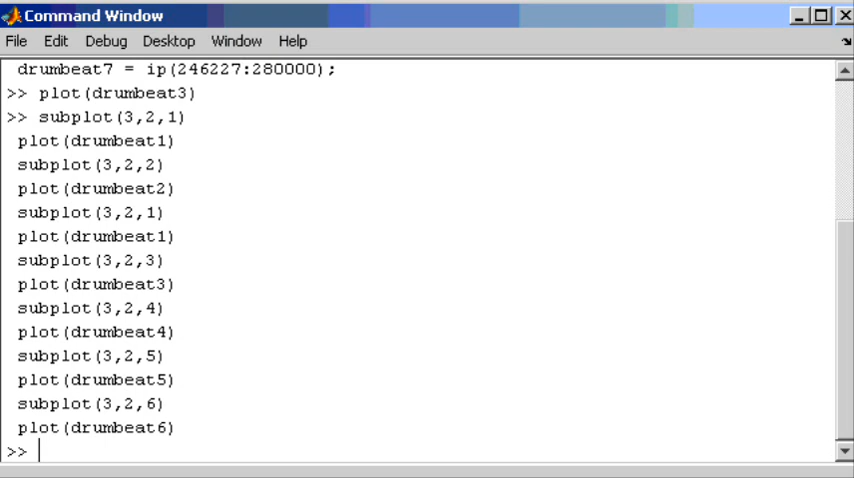 Command Window
File Edit Debug Desktop Window Help
drumbeat7 = ip(246227:280000);
>> plot(drumbeat3)
>> subplot(3,2,1)
plot(drumbeat1)
subplot(3,2,2)
plot(drumbeat2)
subplot(3,2,1)
plot(drumbeat1)
subplot(3,2,3)
plot(drumbeat3)
subplot(3,2,4)
plot(drumbeat4)
subplot(3,2,5)
plot(drumbeat5)
subplot(3,2,6)
plot(drumbeat6)
>>